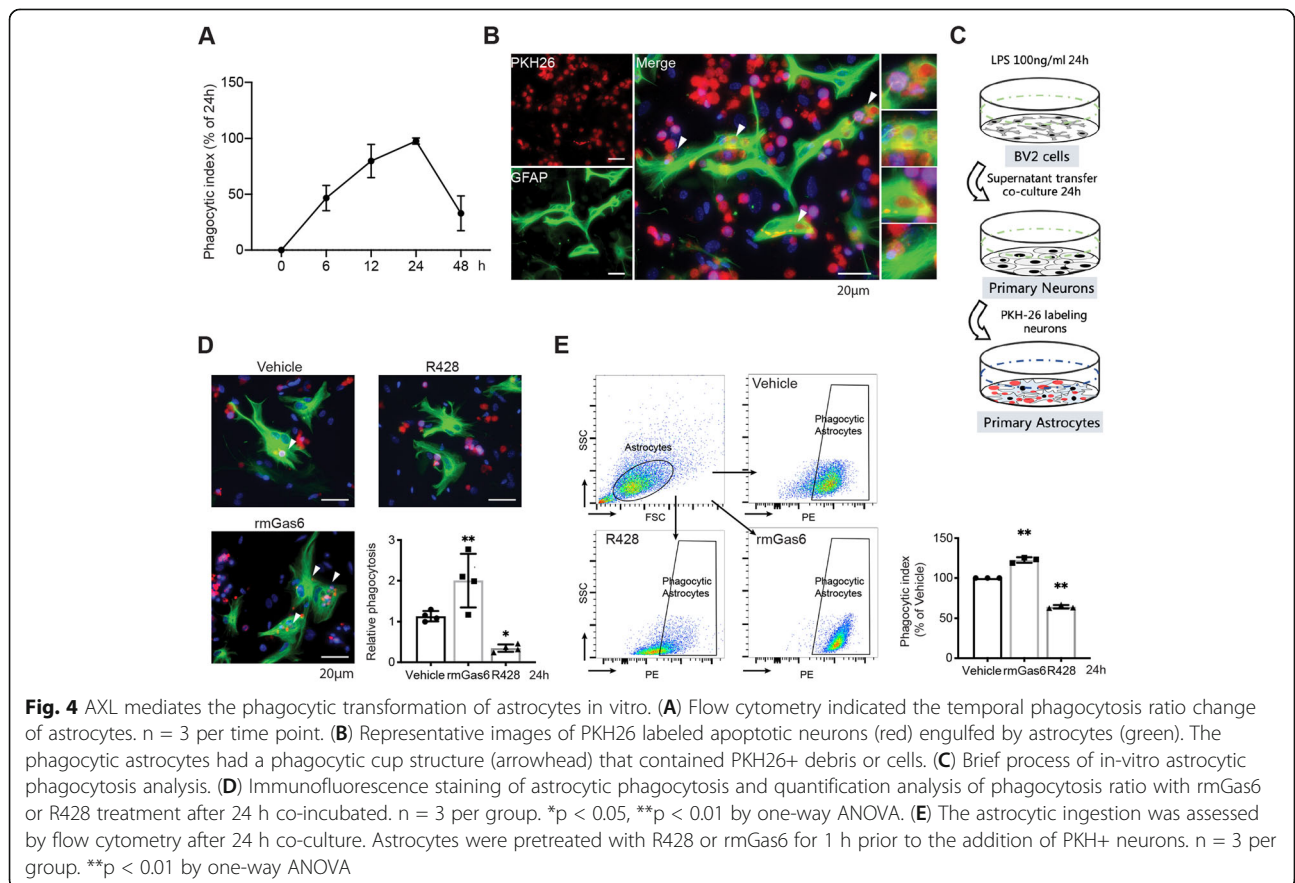 A
Phagocytic index (% of 24h)
150
100
50
0
0 6 12 24 48 h
B
PKH26
GFAP
Merge
20μm
C
LPS 100ng/ml 24h
BV2 cells
Supernatant transfer
co-culture 24h
Primary Neurons
PKH-26 labeling
neurons
Primary Astrocytes
D
Vehicle
R428
rmGas6
20μm
Relative phagocytosis
3
2
1
0
**
*
Vehicle rmGas6 R428 24h
E
SSC
Astrocytes
FSC
Vehicle
Phagocytic
Astrocytes
PE
R428
SSC
Phagocytic
Astrocytes
PE
rmGas6
Phagocytic
Astrocytes
PE
Phagocytic index
(% of Vehicle)
150
100
50
0
**
**
Vehicle rmGas6 R428
24h
Fig. 4 AXL mediates the phagocytic transformation of astrocytes in vitro. (A) Flow cytometry indicated the temporal phagocytosis ratio change
of astrocytes. n = 3 per time point. (B) Representative images of PKH26 labeled apoptotic neurons (red) engulfed by astrocytes (green). The
phagocytic astrocytes had a phagocytic cup structure (arrowhead) that contained PKH26+ debris or cells. (C) Brief process of in-vitro astrocytic
phagocytosis analysis. (D) Immunofluorescence staining of astrocytic phagocytosis and quantification analysis of phagocytosis ratio with rmGas6
or R428 treatment after 24 h co-incubated. n = 3 per group. *p < 0.05, **p < 0.01 by one-way ANOVA. (E) The astrocytic ingestion was assessed
by flow cytometry after 24 h co-culture. Astrocytes were pretreated with R428 or rmGas6 for 1 h prior to the addition of PKH+ neurons. n = 3 per
group. **p < 0.01 by one-way ANOVA